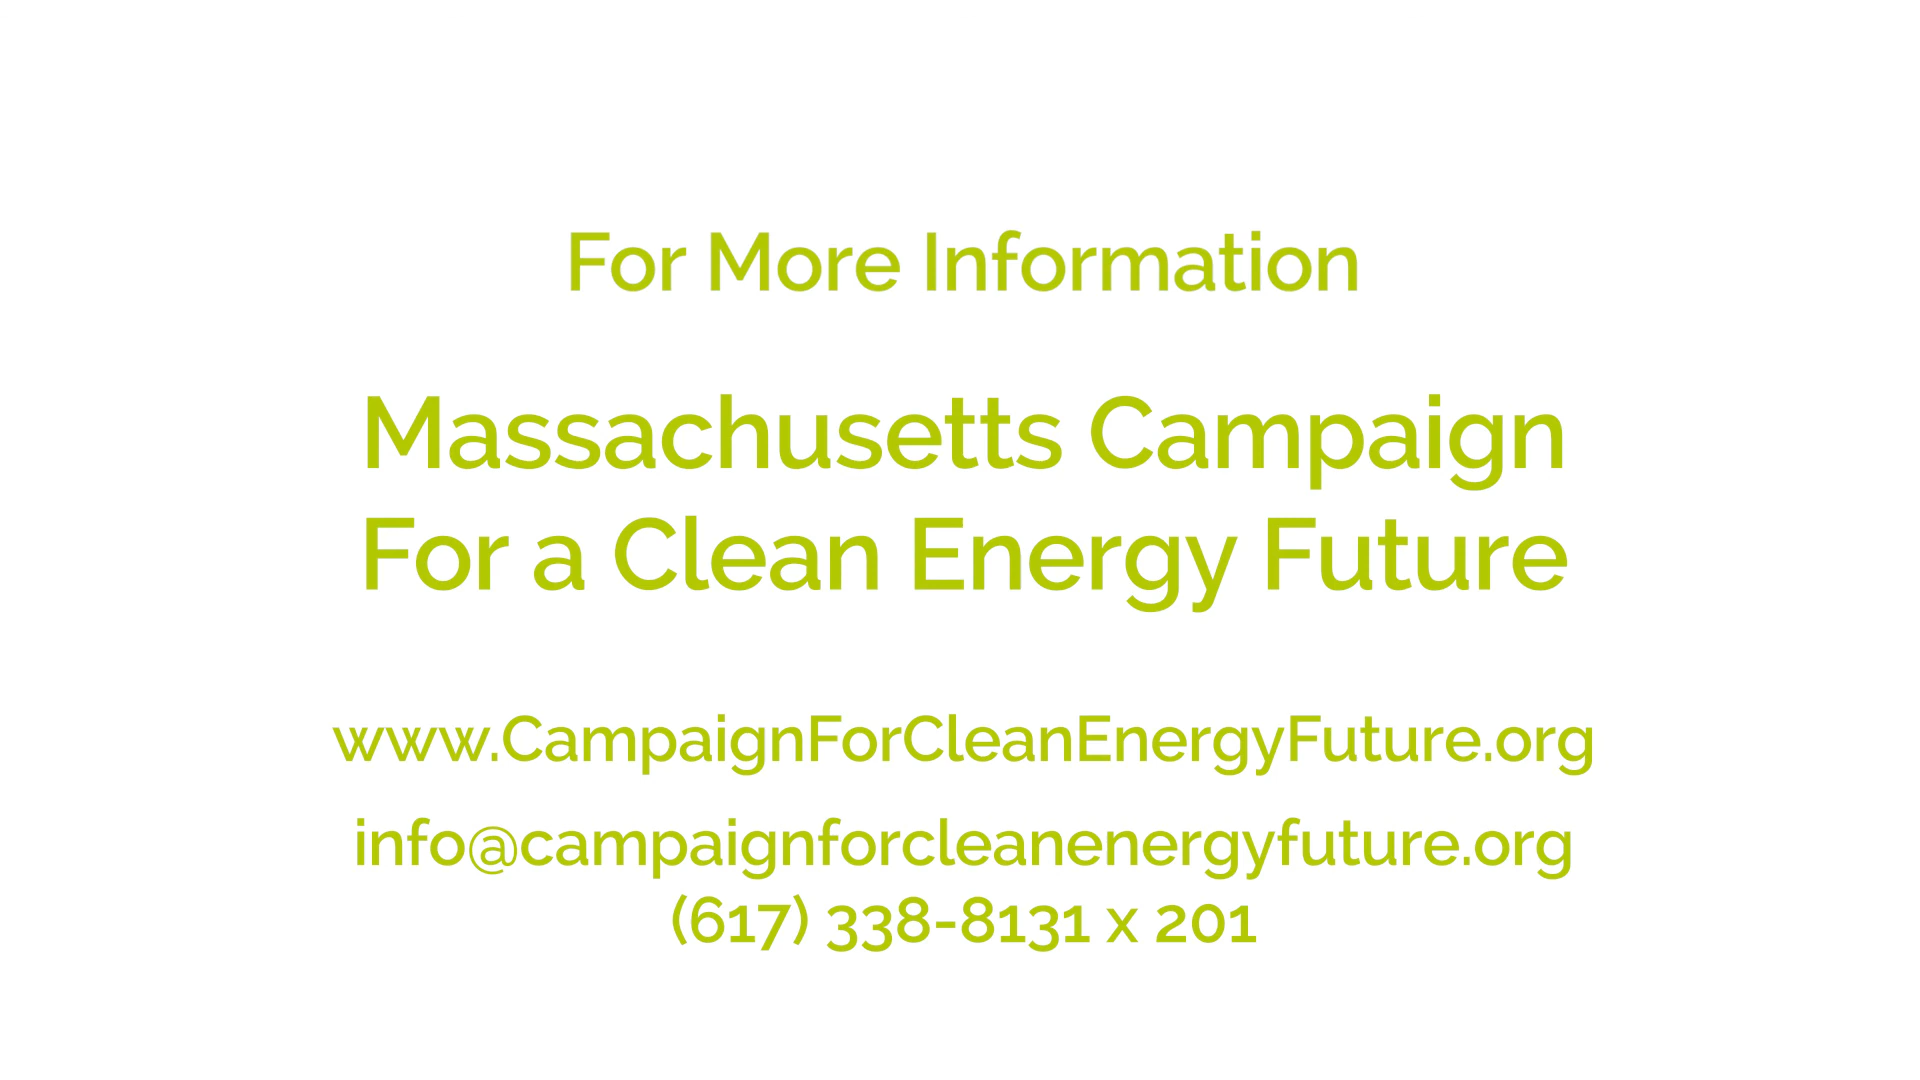 For More Information
Massachusetts Campaign
For a Clean Energy Future
www.CampaignForCleanEnergyFuture.org
info@campaignforcleanenergyfuture.org
(617) 338-8131 x 201